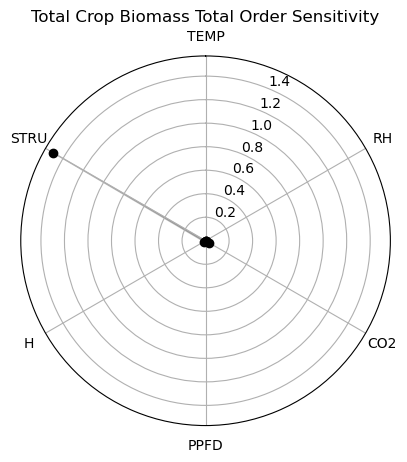 Total Crop Biomass Total Order Sensitivity
TEMP
1.4
1.2
1.0
0.8
0.6
0.4
0.2
STRU
RH
H
CO2
PPFD